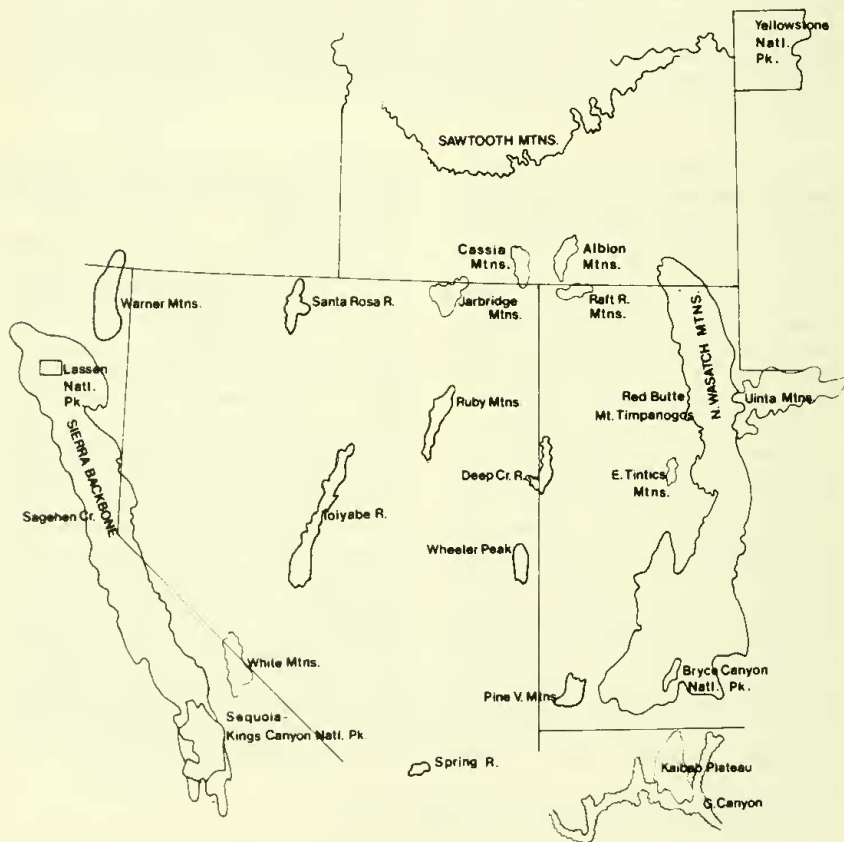 Yellowstone
Natl.
Pk.
SAWTOOTH MTNS.
Cassia
Mtns.
Albion
Mtns.
Warner Mtns.
Santa Rosa R.
Jarbridge
Mtns.
Raft R.
Mtns.
Lassen
Natl.
Pk.
N. WASATCH MTNS.
Ruby Mtns
Red Butte
Mt. Timpanogos
Uinta Mtns.
SIERRA BACKBONE
Deep Cr. R.
E. Tintics
Mtns.
Sagehen Cr.
Toiyabe R.
Wheeler Peak
White Mtns.
Bryce Canyon
Natl. Pk.
Pine V. Mtns
Sequoia-
Kings Canyon Natl. Pk.
Spring R.
Kaibab Plateau
G. Canyon